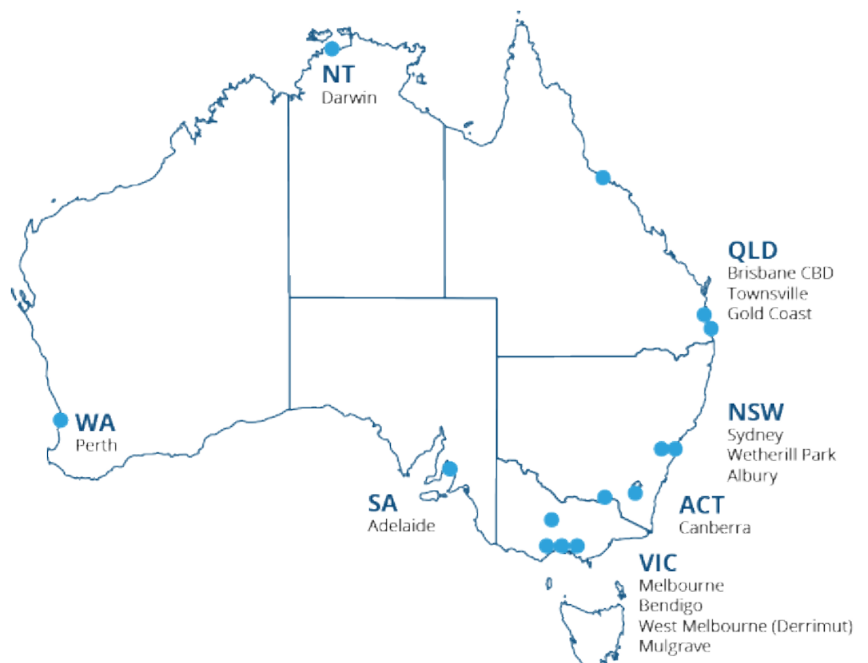 NT
Darwin
QLD
Brisbane CBD
Townsville
Gold Coast
WA
Perth
NSW
Sydney
Wetherill Park
Albury
SA
Adelaide
ACT
Canberra
VIC
Melbourne
Bendigo
West Melbourne (Derrimut)
Mulgrave